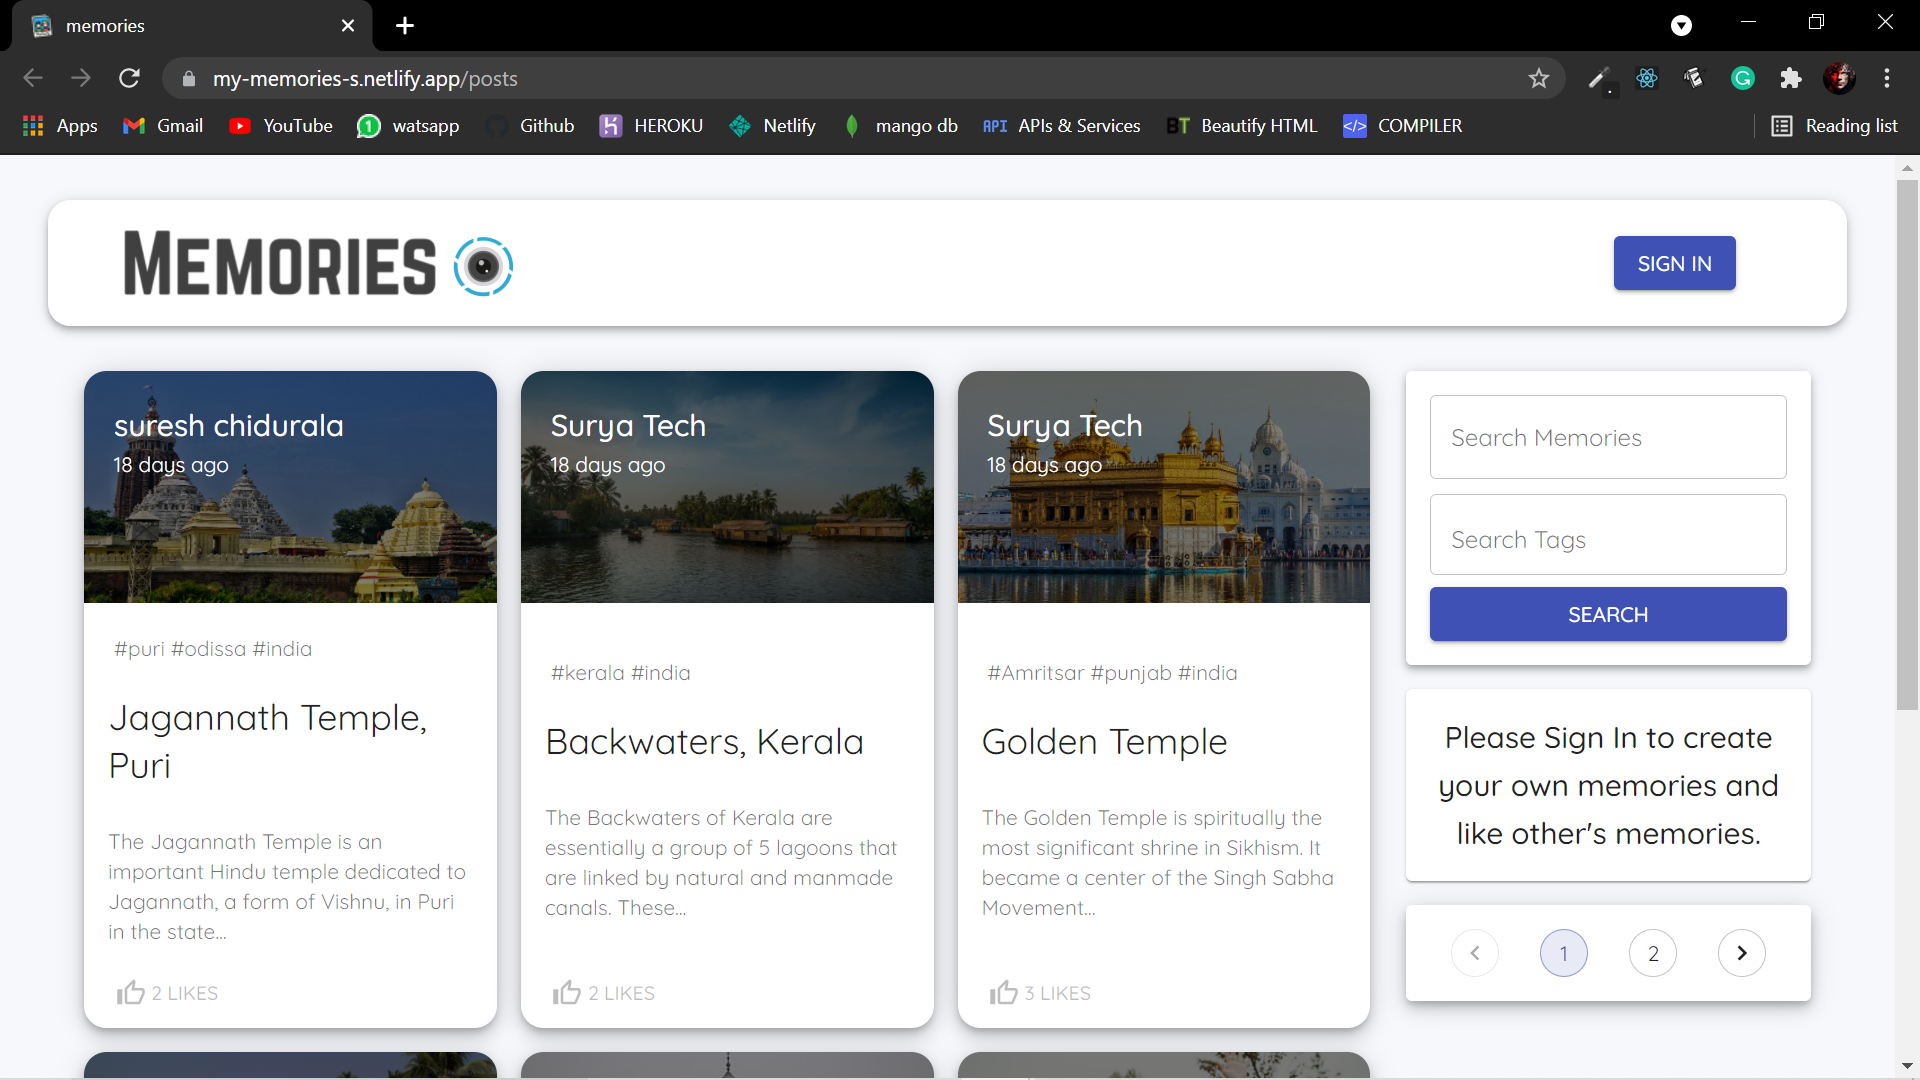 memories
my-memories-s.netlify.app/posts
Apps Gmail YouTube watsapp Github HEROKU Netlify mango db APIs & Services Beautify HTML COMPILER Reading list
MEMORIES
SIGN IN
suresh chidurala
18 days ago
#puri #odissa #india
Jagannath Temple,
Puri
The Jagannath Temple is an
important Hindu temple dedicated to
Jagannath, a form of Vishnu, in Puri
in the state...
2 LIKES
Surya Tech
18 days ago
#kerala #india
Backwaters, Kerala
The Backwaters of Kerala are
essentially a group of 5 lagoons that
are linked by natural and manmade
canals. These...
2 LIKES
Surya Tech
18 days ago
#Amritsar #punjab #india
Golden Temple
The Golden Temple is spiritually the
most significant shrine in Sikhism. It
became a center of the Singh Sabha
Movement...
3 LIKES
Search Memories
Search Tags
SEARCH
Please Sign In to create
your own memories and
like other's memories.
1 2